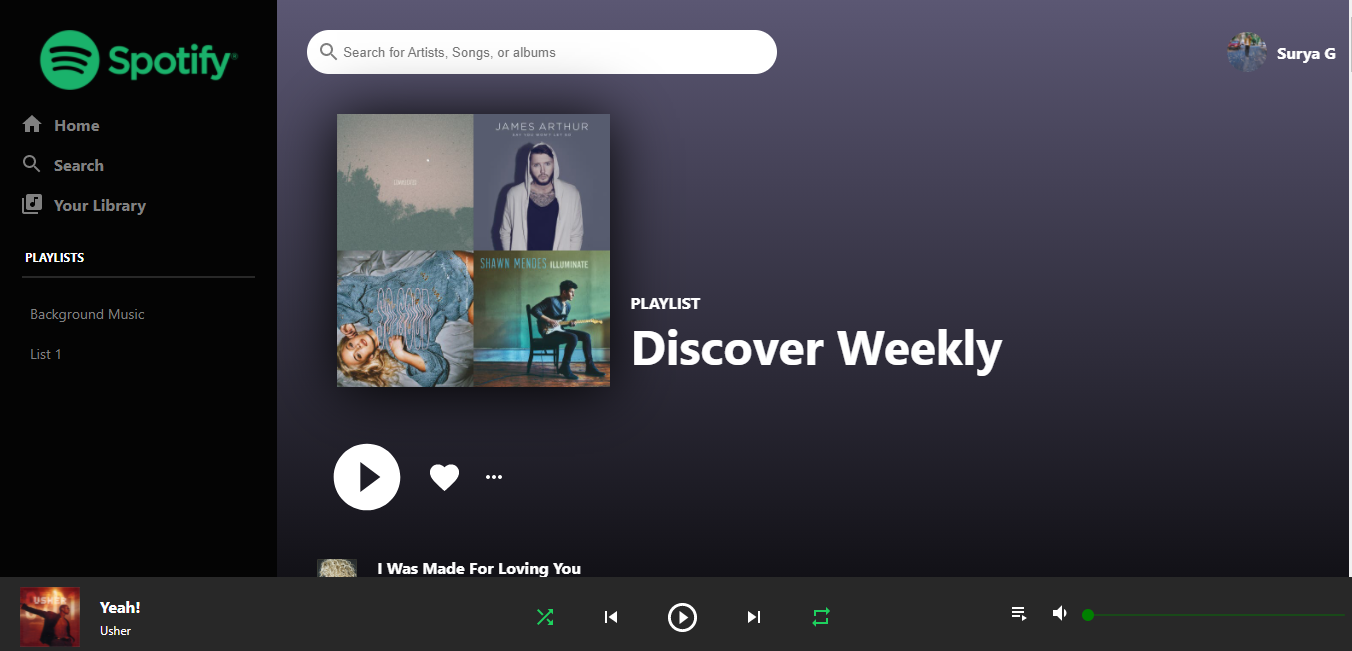 Spotify®
Search for Artists, Songs, or albums
Surya G
Home
Search
Your Library
PLAYLISTS
Background Music
List 1
JAMES ARTHUR
SHAWN MENDES ILLUMINATE
PLAYLIST
Discover Weekly
I Was Made For Loving You
USHER
Yeah!
Usher